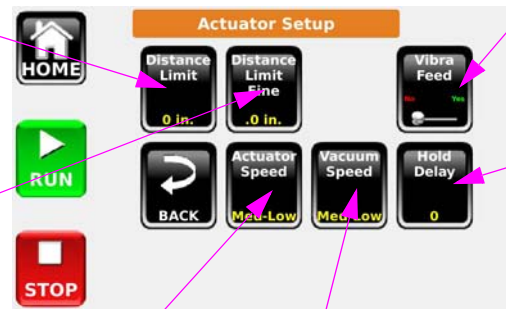 Actuator Setup
HOME
Distance
Limit
0 in.
Distance
Limit
Fine
.0 in.
Vibra
Feed
No Yes
RUN
BACK
Actuator
Speed
Med-Low
Vacuum
Speed
Med-Low
Hold
Delay
0
STOP